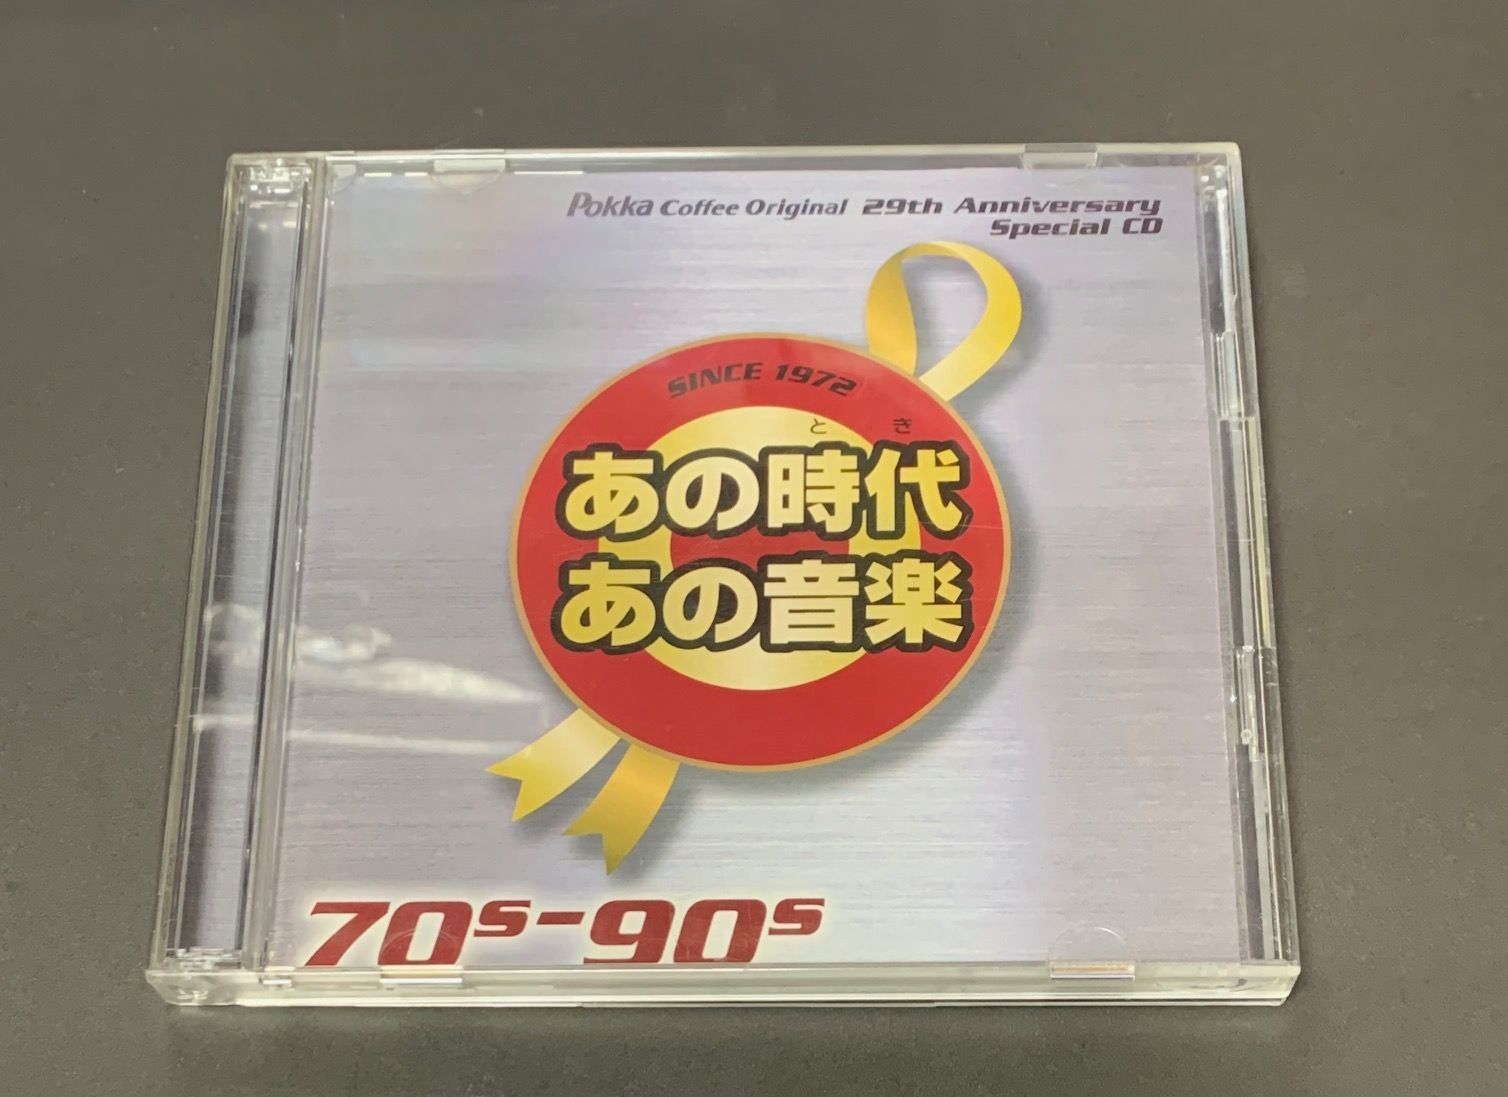 Pokka Coffee Original 29th Anniversary
Special CD
SINCE 1972
とき
あの時代
あの音楽
70s-90s